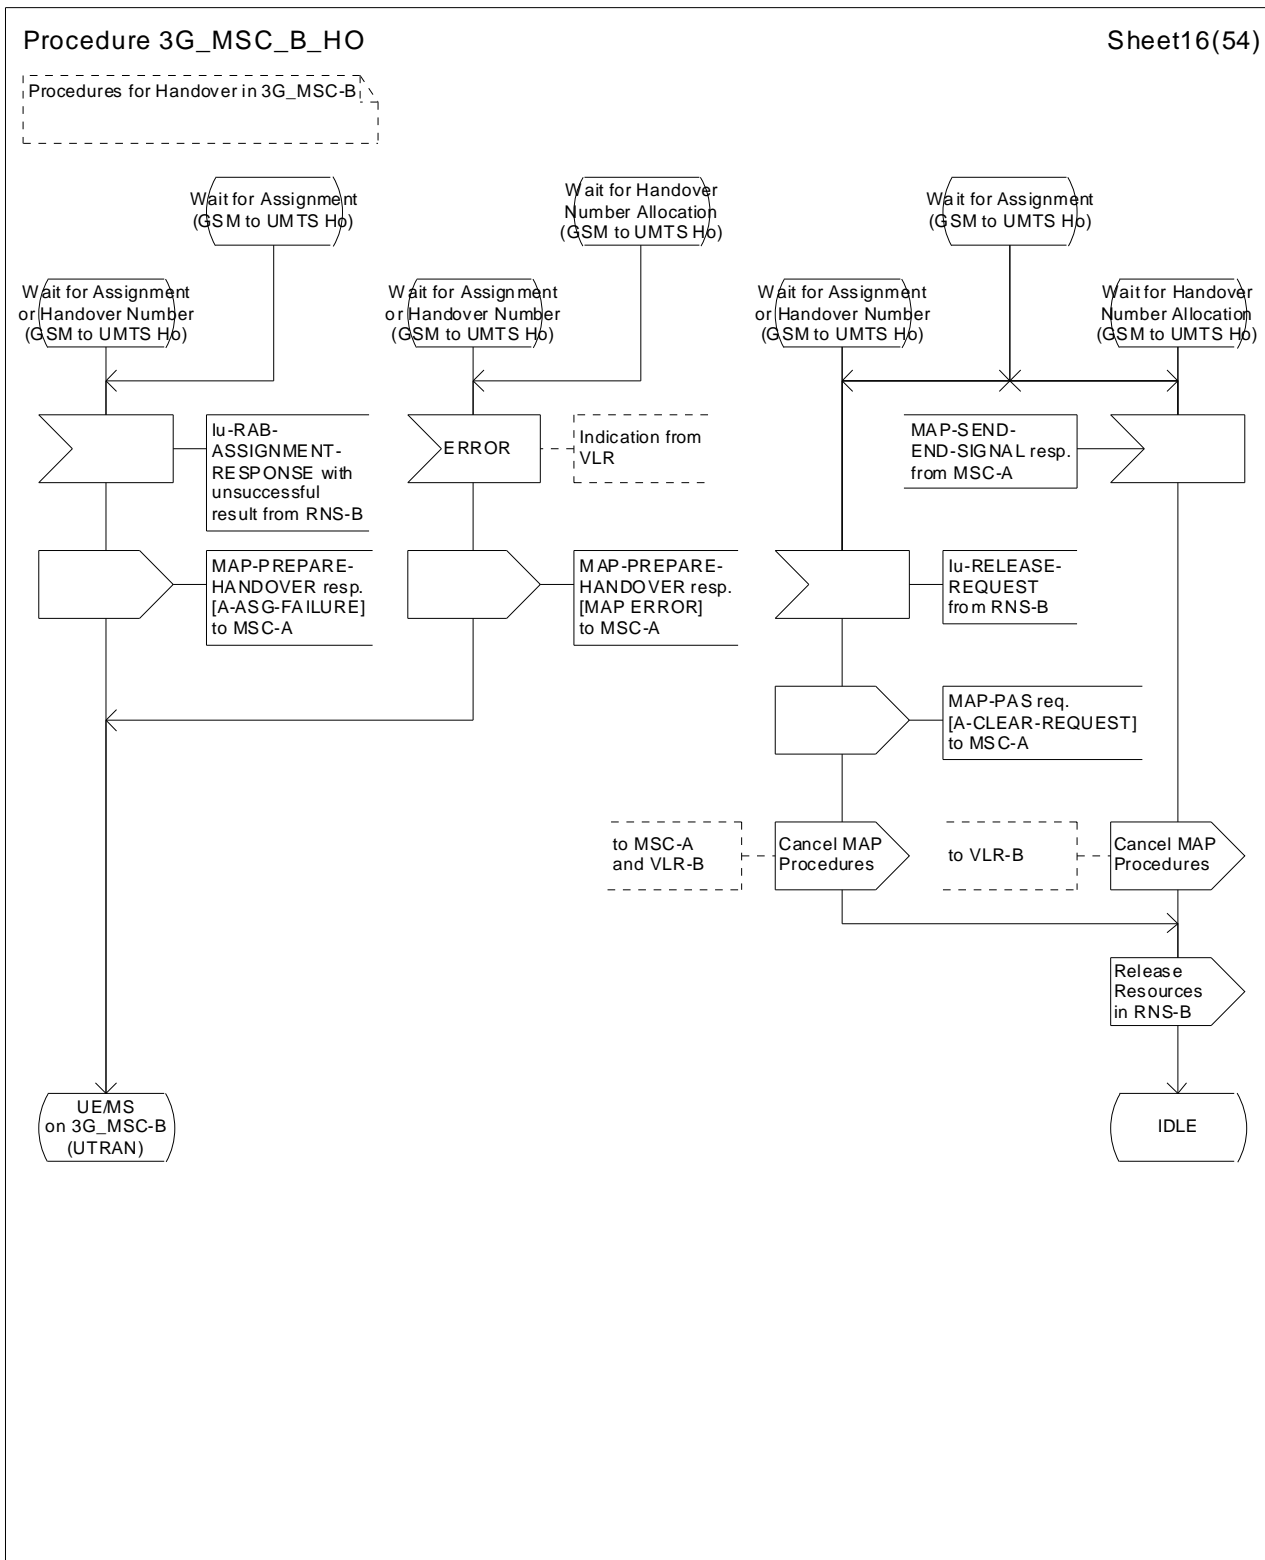 Procedure 3G_MSC_B_HO
Sheet16(54)
Procedures for Handover in 3G_MSC-B
Wait for Assignment
(GSM to UMTS Ho)
Wait for Handover
Number Allocation
(GSM to UMTS Ho)
Wait for Assignment
(GSM to UMTS Ho)
Wait for Assignment
or Handover Number
(GSM to UMTS Ho)
Wait for Assignment
or Handover Number
(GSM to UMTS Ho)
Wait for Assignment
or Handover Number
(GSM to UMTS Ho)
Wait for Handover
Number Allocation
(GSM to UMTS Ho)
Iu-RAB-
ASSIGNMENT-
RESPONSE with
unsuccessful
result from RNS-B
ERROR
Indication from
VLR
MAP-SEND-
END-SIGNAL resp.
from MSC-A
MAP-PREPARE-
HANDOVER resp.
[A-ASG-FAILURE]
to MSC-A
MAP-PREPARE-
HANDOVER resp.
[MAP ERROR]
to MSC-A
Iu-RELEASE-
REQUEST
from RNS-B
MAP-PAS req.
[A-CLEAR-REQUEST]
to MSC-A
to MSC-A
and VLR-B
Cancel MAP
Procedures
to VLR-B
Cancel MAP
Procedures
Release
Resources
in RNS-B
UE/MS
on 3G_MSC-B
(UTRAN)
IDLE